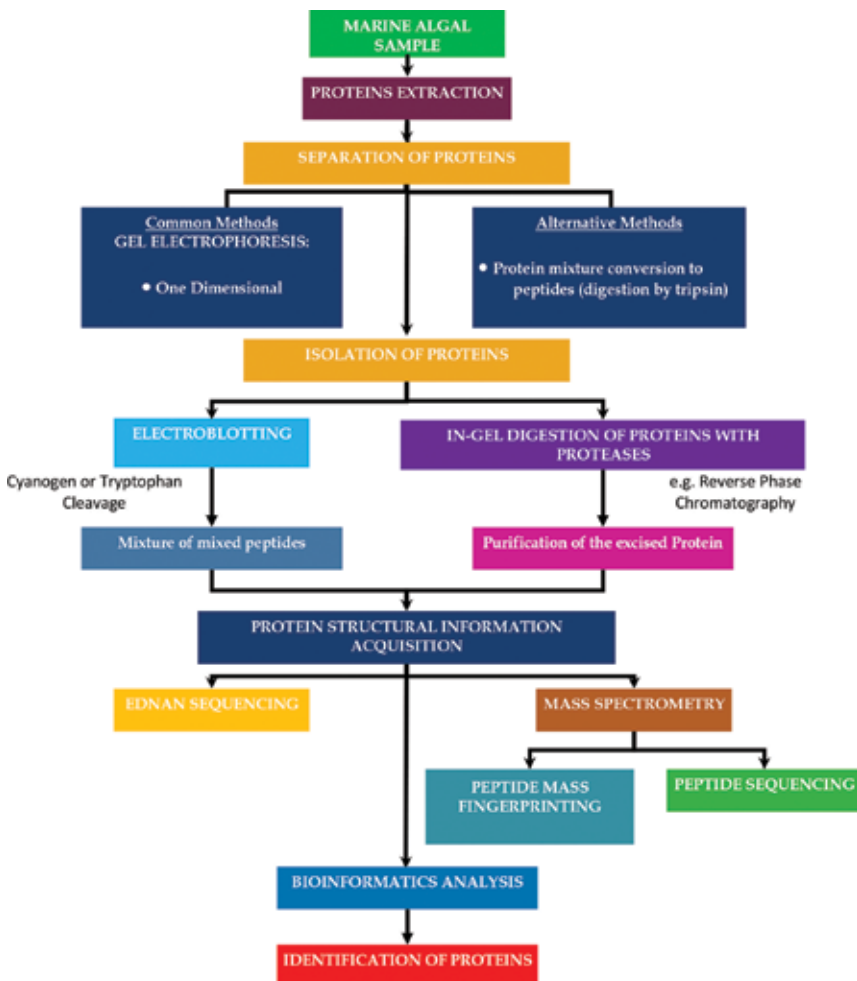 MARINE ALGAL
SAMPLE
PROTEINS EXTRACTION
SEPARATION OF PROTEINS
Common Methods
GEL ELECTROPHORESIS:
• One Dimensional
Alternative Methods
• Protein mixture conversion to
peptides (digestion by tripsin)
ISOLATION OF PROTEINS
ELECTROBLOTTING
IN-GEL DIGESTION OF PROTEINS WITH
PROTEASES
Cyanogen or Tryptophan
Cleavage
e.g. Reverse Phase
Chromatography
Mixture of mixed peptides
Purification of the excised Protein
PROTEIN STRUCTURAL INFORMATION
ACQUISITION
EDNAN SEQUENCING
MASS SPECTROMETRY
PEPTIDE MASS
FINGERPRINTING
PEPTIDE SEQUENCING
BIOINFORMATICS ANALYSIS
IDENTIFICATION OF PROTEINS